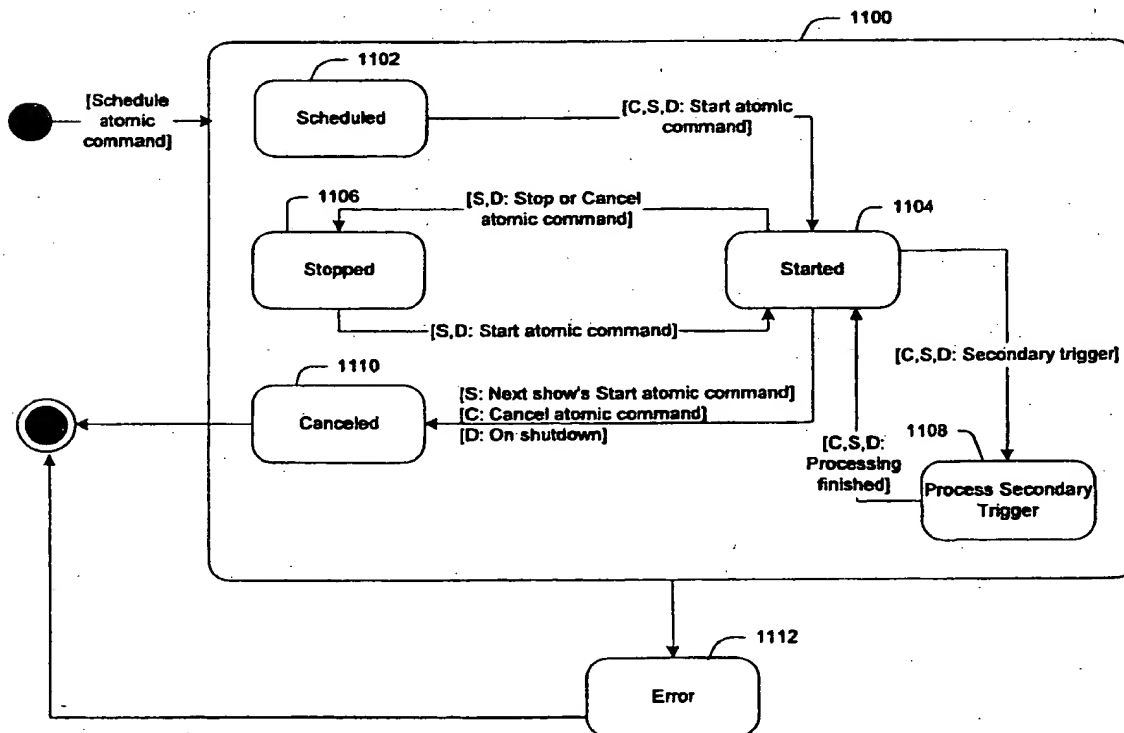 1100
1102
[Schedule
atomic
command]
Scheduled
[C,S,D: Start atomic
command]
1106
[S,D: Stop or Cancel
atomic command]
1104
Stopped
Started
[S,D: Start atomic command]
[C,S,D: Secondary trigger]
1110
[S: Next show's Start atomic command]
[C: Cancel atomic command]
[D: On shutdown]
Canceled
[C,S,D:
Processing
finished]
1108
Process Secondary
Trigger
1112
Error